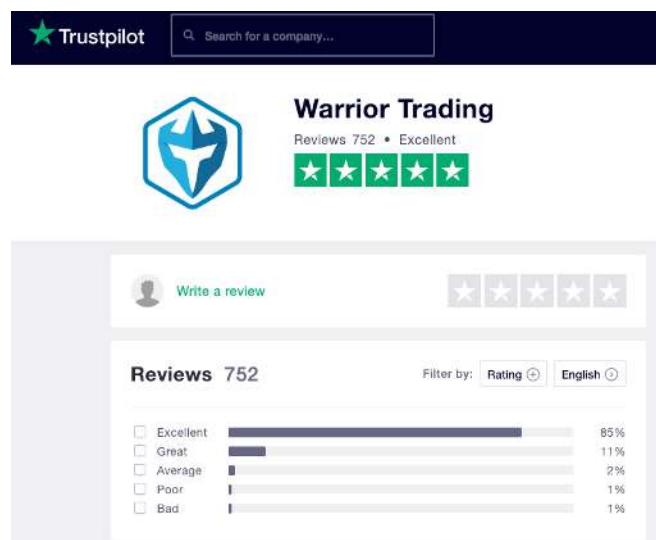 Trustpilot
Search for a company...
Warrior Trading
Reviews 752 • Excellent
Write a review
Reviews 752
Filter by: Rating English
Excellent 85%
Great 11%
Average 2%
Poor 1%
Bad 1%